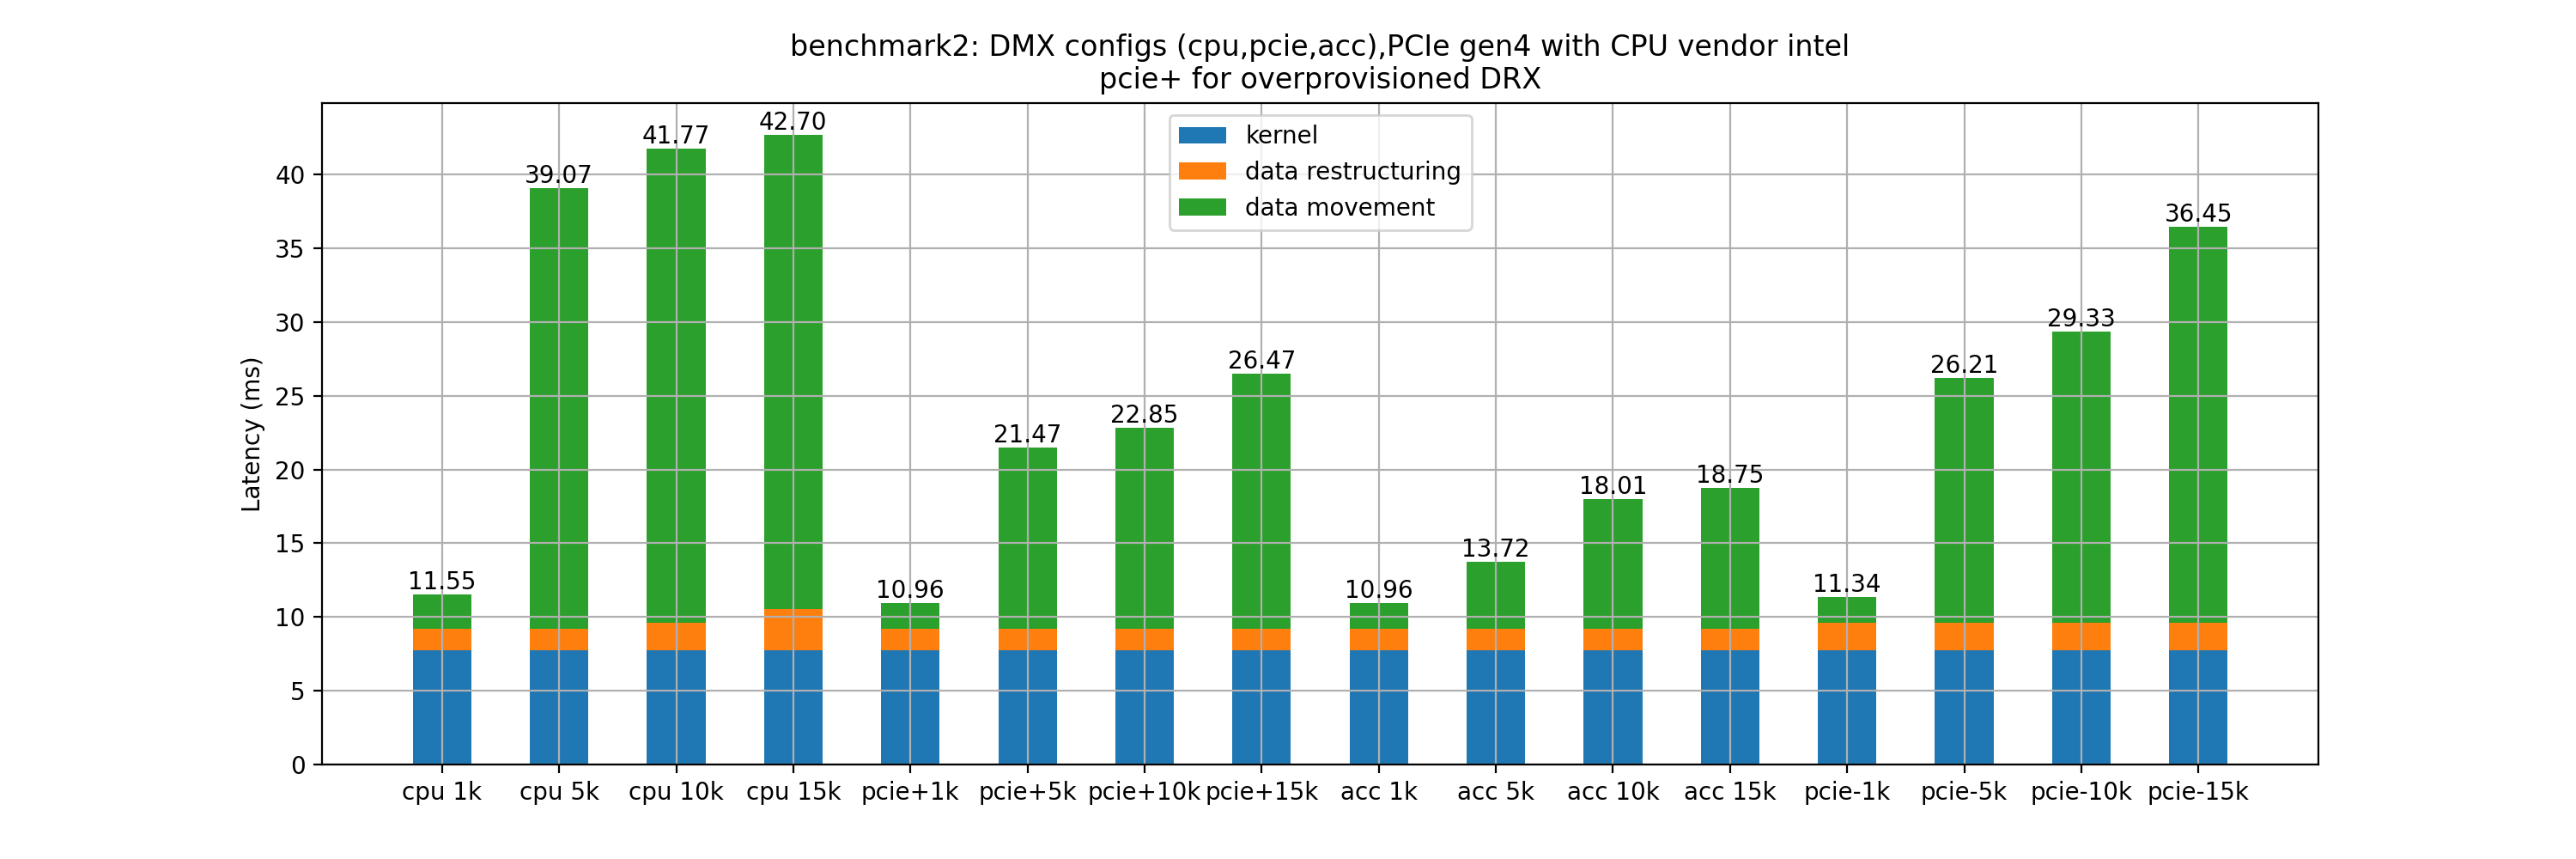 benchmark2: DMX configs (cpu,pcie,acc),PCIe gen4 with CPU vendor intel
pcie+ for overprovisioned DRX
kernel
data restructuring
data movement
Latency (ms)
40
35
30
25
20
15
10
5
0
11.55
39.07
41.77
42.70
10.96
21.47
22.85
26.47
10.96
13.72
18.01
18.75
11.34
26.21
29.33
36.45
cpu 1k
cpu 5k
cpu 10k
cpu 15k
pcie+1k
pcie+5k
pcie+10k
pcie+15k
acc 1k
acc 5k
acc 10k
acc 15k
pcie-1k
pcie-5k
pcie-10k
pcie-15k